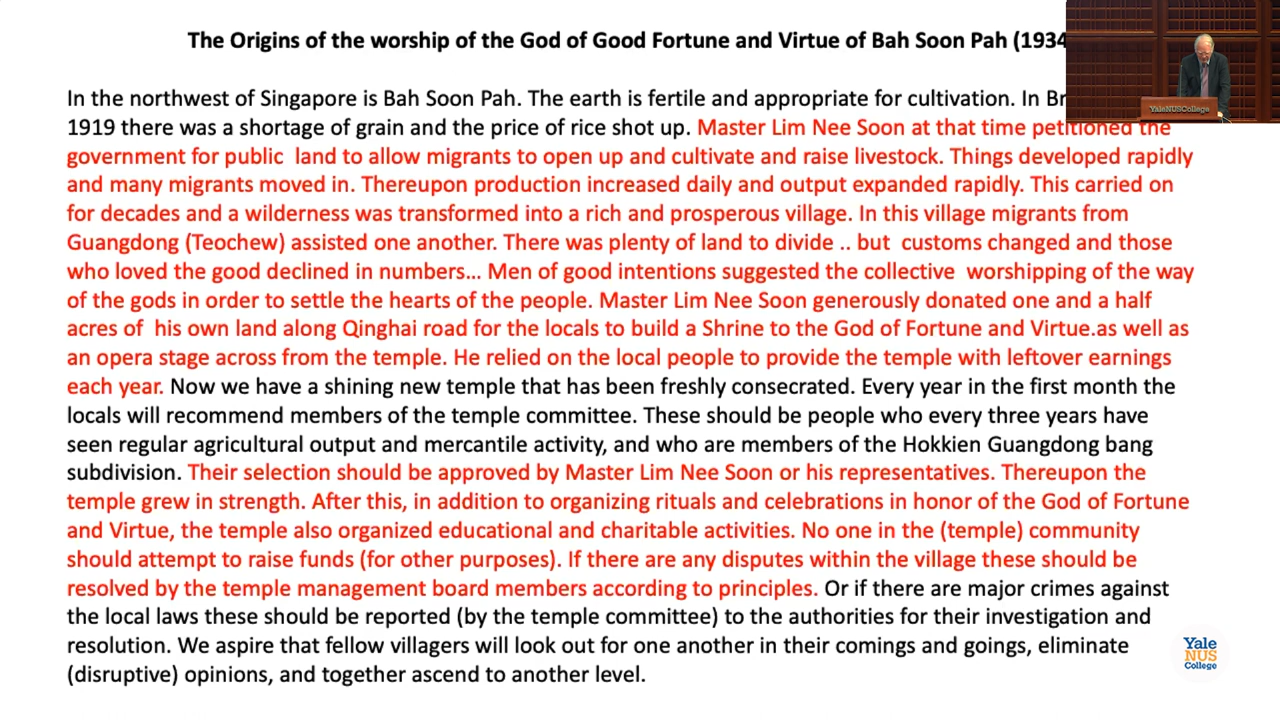 The Origins of the worship of the God of Good Fortune and Virtue of Bah Soon Pah (1934
In the northwest of Singapore is Bah Soon Pah. The earth is fertile and appropriate for cultivation. In Br
1919 there was a shortage of grain and the price of rice shot up. Master Lim Nee Soon at that time petitioned the
government for public land to allow migrants to open up and cultivate and raise livestock. Things developed rapidly
and many migrants moved in. Thereupon production increased daily and output expanded rapidly. This carried on
for decades and a wilderness was transformed into a rich and prosperous village. In this village migrants from
Guangdong (Teochew) assisted one another. There was plenty of land to divide .. but customs changed and those
who loved the good declined in numbers... Men of good intentions suggested the collective worshipping of the way
of the gods in order to settle the hearts of the people. Master Lim Nee Soon generously donated one and a half
acres of his own land along Qinghai road for the locals to build a Shrine to the God of Fortune and Virtue.as well as
an opera stage across from the temple. He relied on the local people to provide the temple with leftover earnings
each year. Now we have a shining new temple that has been freshly consecrated. Every year in the first month the
locals will recommend members of the temple committee. These should be people who every three years have
seen regular agricultural output and mercantile activity, and who are members of the Hokkien Guangdong bang
subdivision. Their selection should be approved by Master Lim Nee Soon or his representatives. Thereupon the
temple grew in strength. After this, in addition to organizing rituals and celebrations in honor of the God of Fortune
and Virtue, the temple also organized educational and charitable activities. No one in the (temple) community
should attempt to raise funds (for other purposes). If there are any disputes within the village these should be
resolved by the temple management board members according to principles. Or if there are major crimes against
the local laws these should be reported (by the temple committee) to the authorities for their investigation and
resolution. We aspire that fellow villagers will look out for one another in their comings and goings, eliminate
(disruptive) opinions, and together ascend to another level.
YaleNUSCollege
Yale
NUS
College